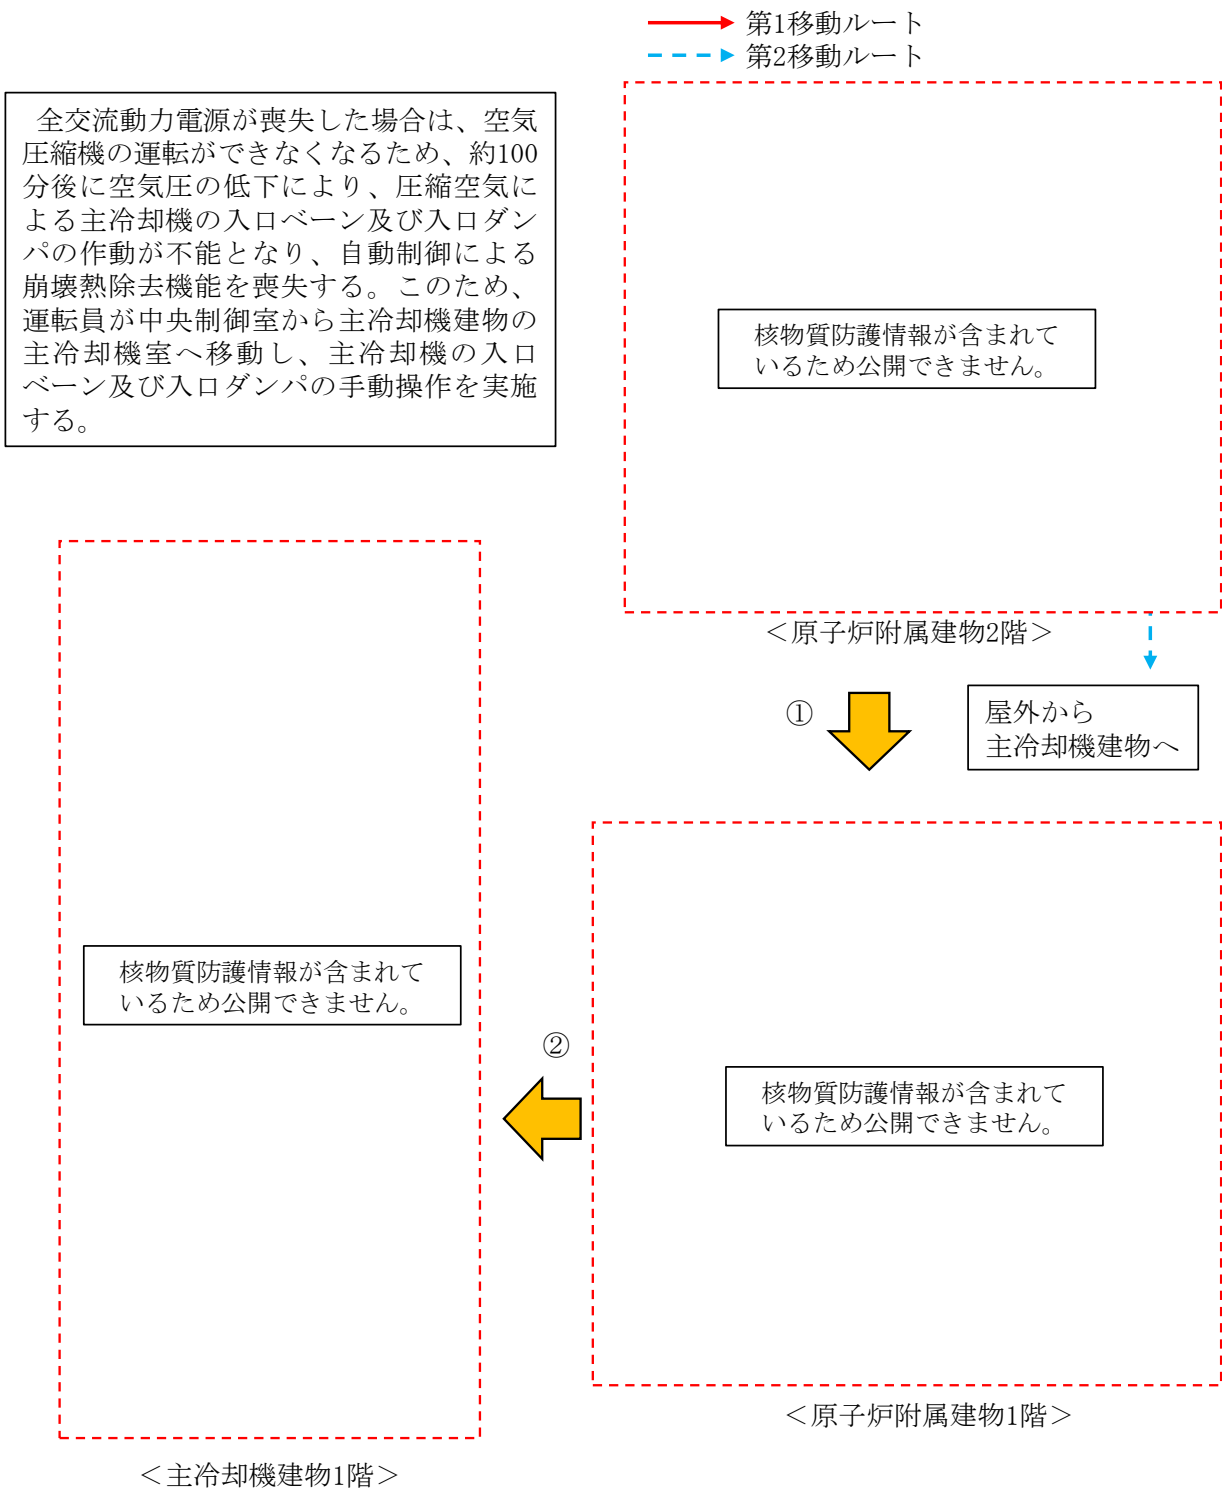 第1移動ルート
第2移動ルート
全交流動力電源が喪失した場合は、空気
圧縮機の運転ができなくなるため、約100
分後に空気圧の低下により、圧縮空気に
よる主冷却機の入口ベーン及び入口ダン
パの作動が不能となり、自動制御による
崩壊熱除去機能を喪失する。このため、
運転員が中央制御室から主冷却機建物の
主冷却機室へ移動し、主冷却機の入口
ベーン及び入口ダンパの手動操作を実施
する。
核物質防護情報が含まれて
いるため公開できません。
＜原子炉附属建物2階＞
①
屋外から
主冷却機建物へ
核物質防護情報が含まれて
いるため公開できません。
＜原子炉附属建物1階＞
②
核物質防護情報が含まれて
いるため公開できません。
＜主冷却機建物1階＞